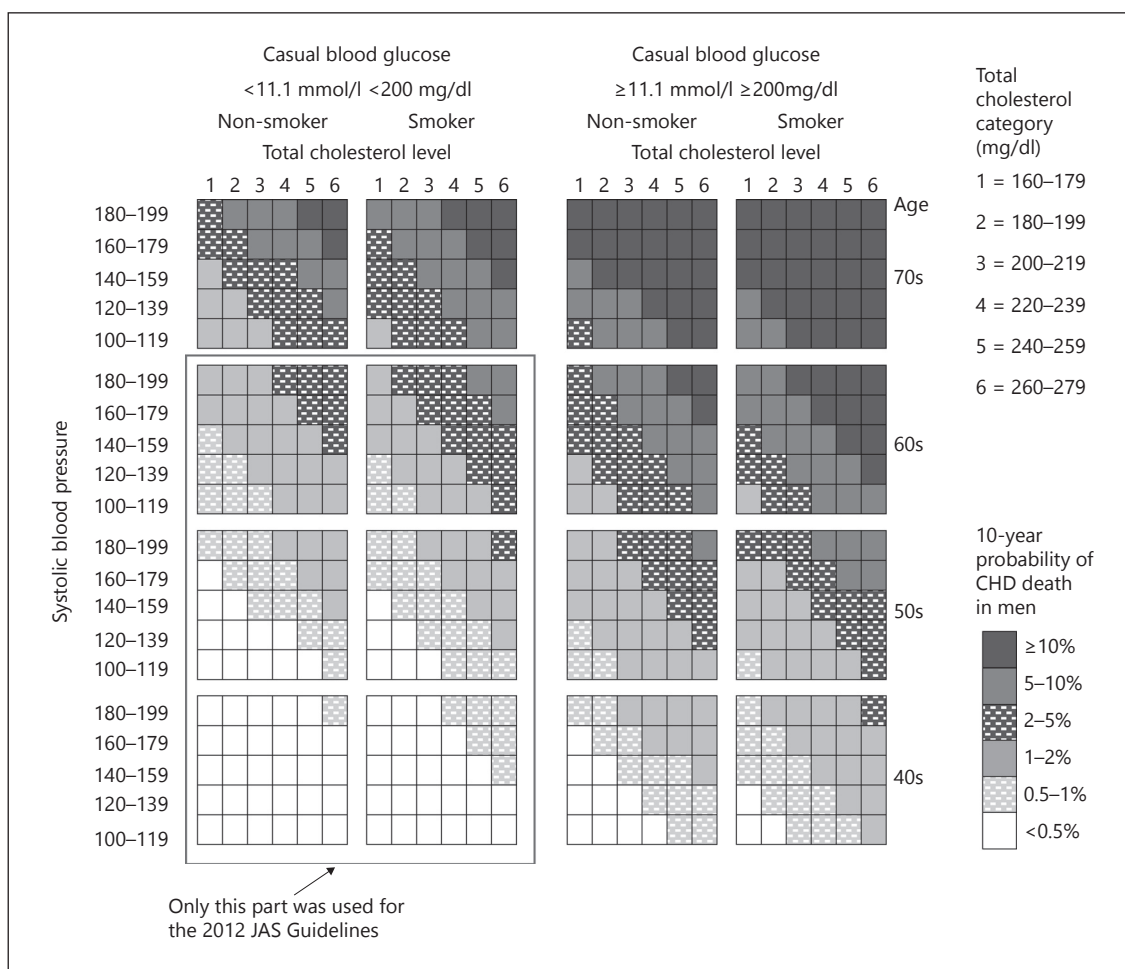 Casual blood glucose
<11.1 mmol/l <200 mg/dl
Non-smoker Smoker
Total cholesterol level
1 2 3 4 5 6 1 2 3 4 5 6
Casual blood glucose
≥11.1 mmol/l ≥200mg/dl
Non-smoker Smoker
Total cholesterol level
1 2 3 4 5 6 1 2 3 4 5 6
Total
cholesterol
category
(mg/dl)
1 = 160–179
2 = 180–199
3 = 200–219
4 = 220–239
5 = 240–259
6 = 260–279
Systolic blood pressure
Age
180–199
160–179
140–159
120–139
100–119
70s
180–199
160–179
140–159
120–139
100–119
60s
180–199
160–179
140–159
120–139
100–119
50s
180–199
160–179
140–159
120–139
100–119
40s
10-year
probability of
CHD death
in men
≥10%
5–10%
2–5%
1–2%
0.5–1%
<0.5%
Only this part was used for
the 2012 JAS Guidelines